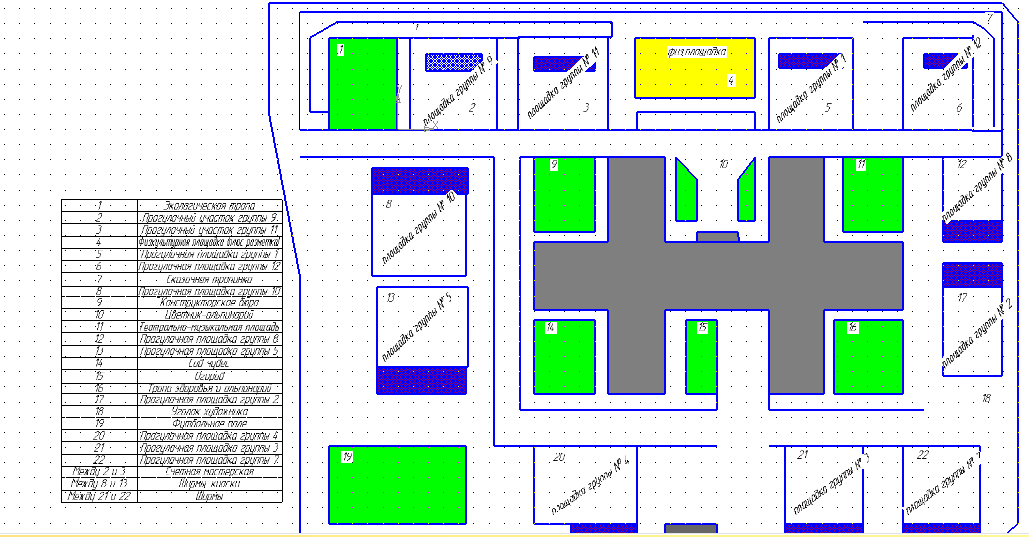 1
7
1
площадка группы № 9
2
площадка группы № 11
3
физ площадка
4
площадка группы № 1
5
площадка группы № 12
6
9
10
11
12
площадка группы № 6
8
площадка группы № 10
13
площадка группы № 5
17
площадка группы № 2
14
15
16
18
19
20
площадка группы № 4
21
площадка группы № 3
22
площадка группы № 7
1 Экологическая тропа
2 Прогулочный участок группы 9
3 Прогулочный участок группы 11
4 Физкультурная площадка (плюс разметка)
5 Прогулочная площадка группы 1
6 Прогулочная площадка группы 12
7 Сказочная тропинка
8 Прогулочная площадка группы 10
9 Конструкторское бюро
10 Цветник-альпинарий
11 Театрально-музыкальная площадь
12 Прогулочная площадка группы 6
13 Прогулочная площадка группы 5
14 Сад чудес
15 Огород
16 Тропа здоровья и альпинарий
17 Прогулочная площадка группы 2
18 Уголок художника
19 Футбольное поле
20 Прогулочная площадка группы 4
21 Прогулочная площадка группы 3
22 Прогулочная площадка группы 7
Между 2 и 3 Счетная мастерская
Между 8 и 13 Ширмы, киоски
Между 21 и 22 Ширмы